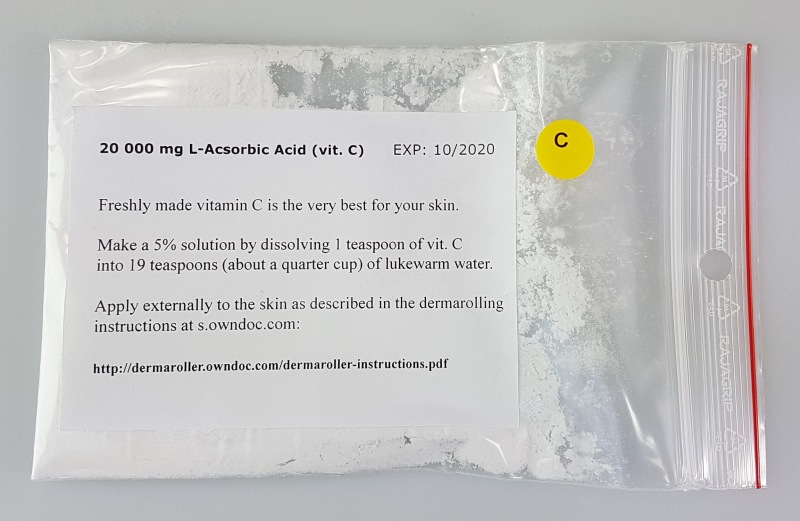 20 000 mg L-Acsorbic Acid (vit. C) EXP: 10/2020
C
Freshly made vitamin C is the very best for your skin.
Make a 5% solution by dissolving 1 teaspoon of vit. C
into 19 teaspoons (about a quarter cup) of lukewarm water.
Apply externally to the skin as described in the dermarolling
instructions at s.owndoc.com:
http://dermaroller.owndoc.com/dermaroller-instructions.pdf
RAJAGRIP
RAJA
RAJAGRIP